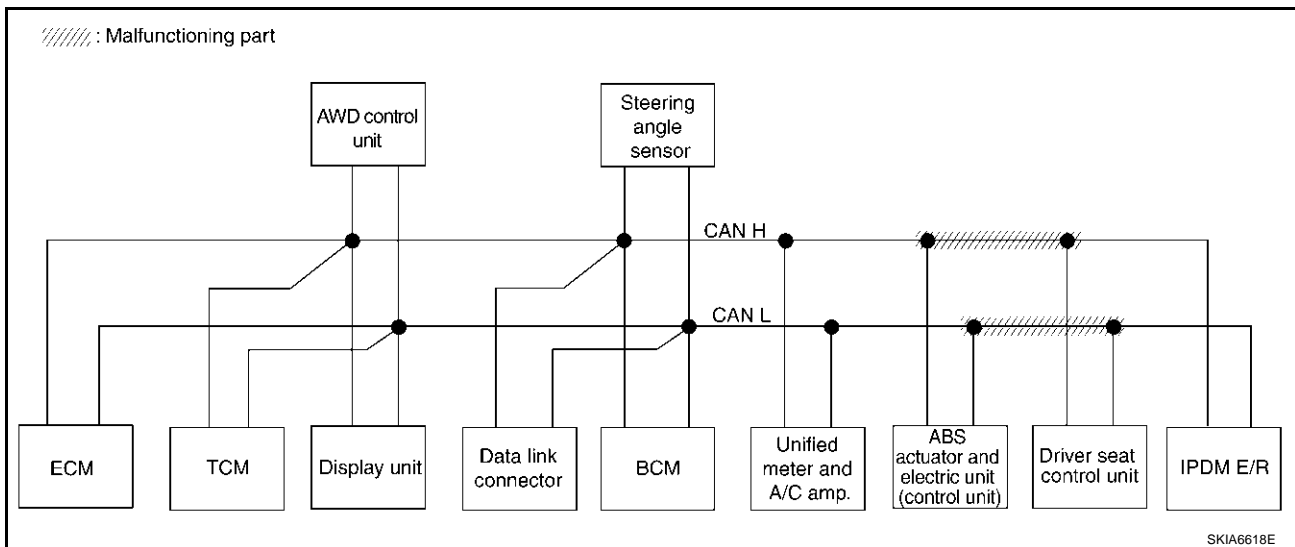 : Malfunctioning part
AWD control
unit
Steering
angle
sensor
CAN H
CAN L
ECM
TCM
Display unit
Data link
connector
BCM
Unified
meter and
A/C amp.
ABS
actuator and
electric unit
(control unit)
Driver seat
control unit
IPDM E/R
SKIA6618E